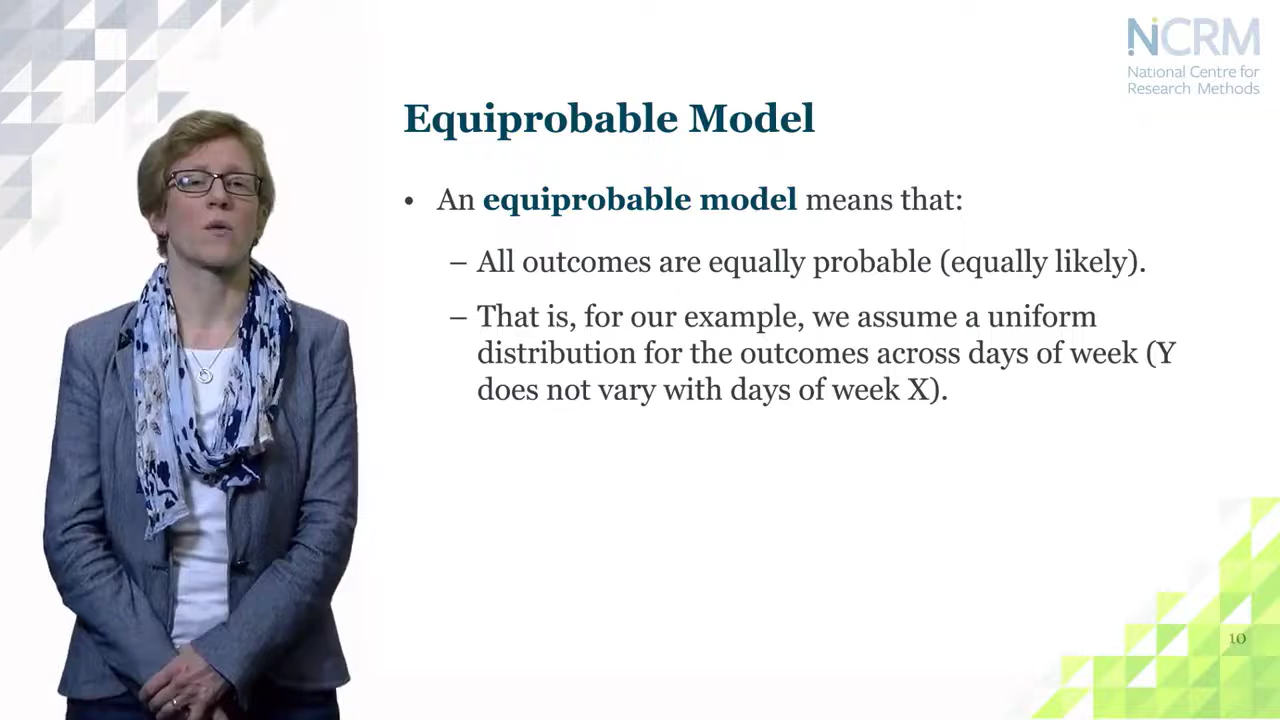 NCRM
National Centre for
Research Methods
Equiprobable Model
• An equiprobable model means that:
– All outcomes are equally probable (equally likely).
– That is, for our example, we assume a uniform
distribution for the outcomes across days of week (Y
does not vary with days of week X).
10